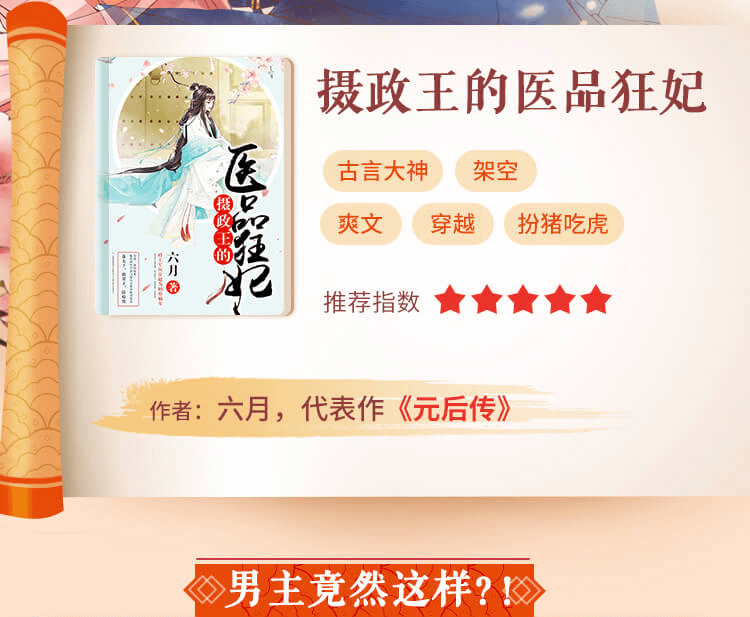 摄政王的医品狂妃
古言大神 架空
爽文 穿越 扮猪吃虎
推荐指数
医品狂妃
摄政王的
六月 著
作者：六月，代表作《元后传》
男主竟然这样?!